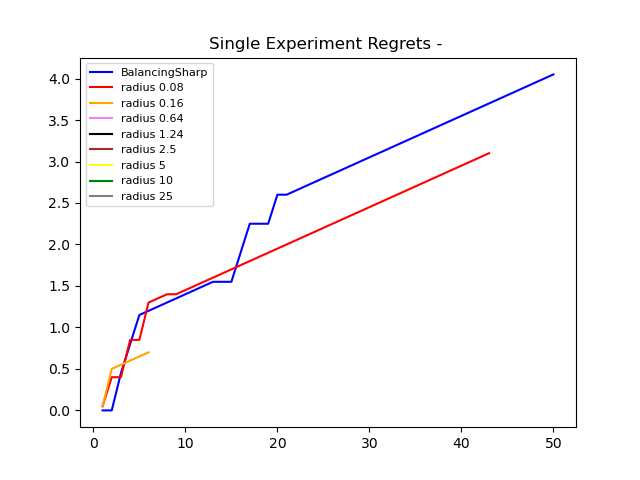 Single Experiment Regrets -
BalancingSharp
radius 0.08
radius 0.16
radius 0.64
radius 1.24
radius 2.5
radius 5
radius 10
radius 25
4.0
3.5
3.0
2.5
2.0
1.5
1.0
0.5
0.0
0 10 20 30 40 50